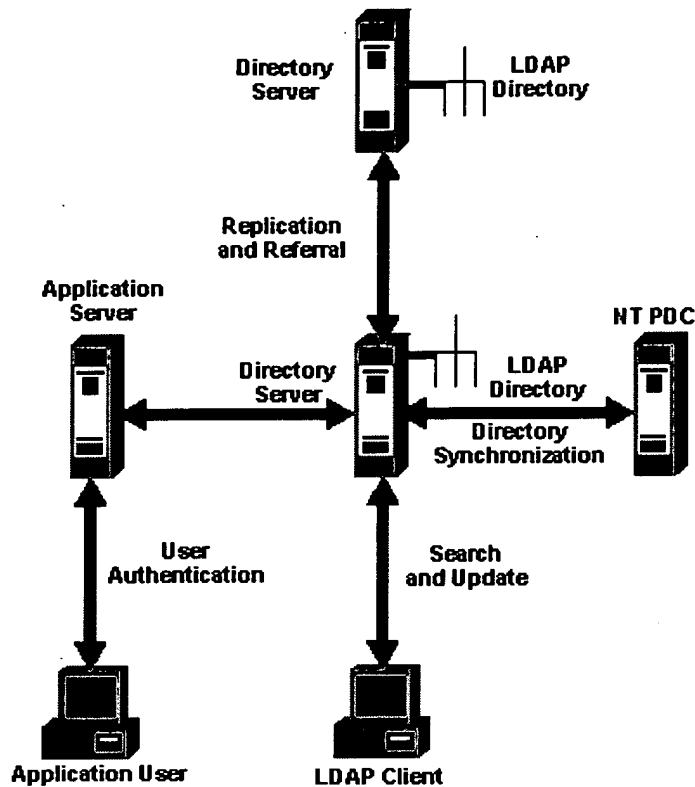 Directory
Server
LDAP
Directory
Replication
and Referral
Application
Server
NT PDC
Directory
Server
LDAP
Directory
Directory
Synchronization
User
Authentication
Search
and Update
Application User
LDAP Client